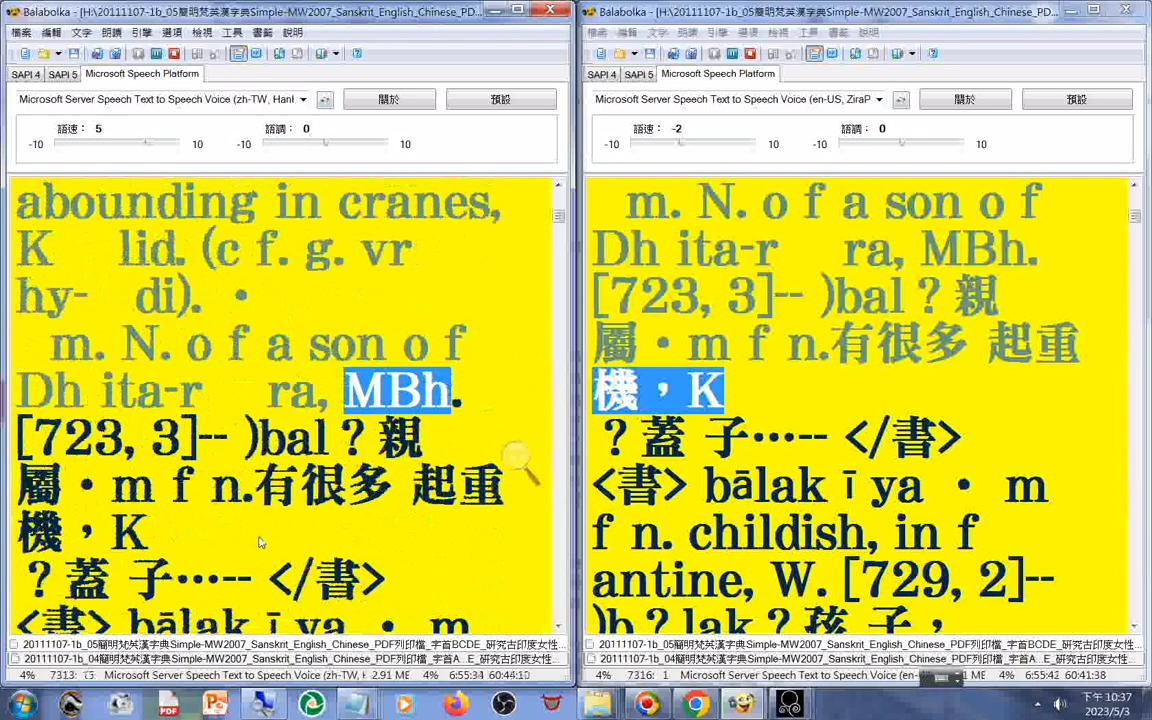 Balabolka - [H:\20111107-1b_05簡明梵英漢字典Simple-MW2007_Sanskrit_English_Chinese_PD...
檔案 編輯 文字 朗讀 引擎 選項 檢視 工具 書籤 說明
SAPI 4 SAPI 5 Microsoft Speech Platform
Microsoft Server Speech Text to Speech Voice (zh-TW, HanH
關於 預設
語速： 5 語調： 0
-10 10 -10 10
abounding in cranes,
K lid. (c f. g. vr
hy- di). •
m. N. o f a son o f
Dh ita-r ra, MBh.
[723, 3]-- )bal？親
屬・m f n.有很多 起重
機，K
？蓋 子…-- </書>
<書> bālak ī ya ・ m
20111107-1b_05簡明梵英漢字典Simple-MW2007_Sanskrit_English_Chinese_PDF列印檔_字首BCDE_研究古印度女性...
20111107-1b_04簡明梵英漢字典Simple-MW2007_Sanskrit_English_Chinese_PDF列印檔_字首A...E_研究古印度女性...
4% 7313: Microsoft Server Speech Text to Speech Voice (zh-TW, 2.91 MB 4% 6:55:34 60:44:10
Balabolka - [H:\20111107-1b_05簡明梵英漢字典Simple-MW2007_Sanskrit_English_Chinese_PD...
檔案 編輯 文字 朗讀 引擎 選項 檢視 工具 書籤 說明
SAPI 4 SAPI 5 Microsoft Speech Platform
Microsoft Server Speech Text to Speech Voice (en-US, ZiraP
關於 預設
語速： -2 語調： 0
-10 10 -10 10
m. N. o f a son o f
Dh ita-r ra, MBh.
[723, 3]-- )bal？親
屬・m f n.有很多 起重
機，K
？蓋 子…-- </書>
<書> bālak ī ya ・ m
f n. childish, in f
antine, W. [729, 2]--
)b？lak？孩 子，
20111107-1b_05簡明梵英漢字典Simple-MW2007_Sanskrit_English_Chinese_PDF列印檔_字首BCDE_研究古印度女性...
20111107-1b_04簡明梵英漢字典Simple-MW2007_Sanskrit_English_Chinese_PDF列印檔_字首A...E_研究古印度女性...
4% 7316: 1 Microsoft Server Speech Text to Speech Voice (en-US, MB 4% 6:55:42 60:41:38
PDF
下午 10:37
2023/5/3